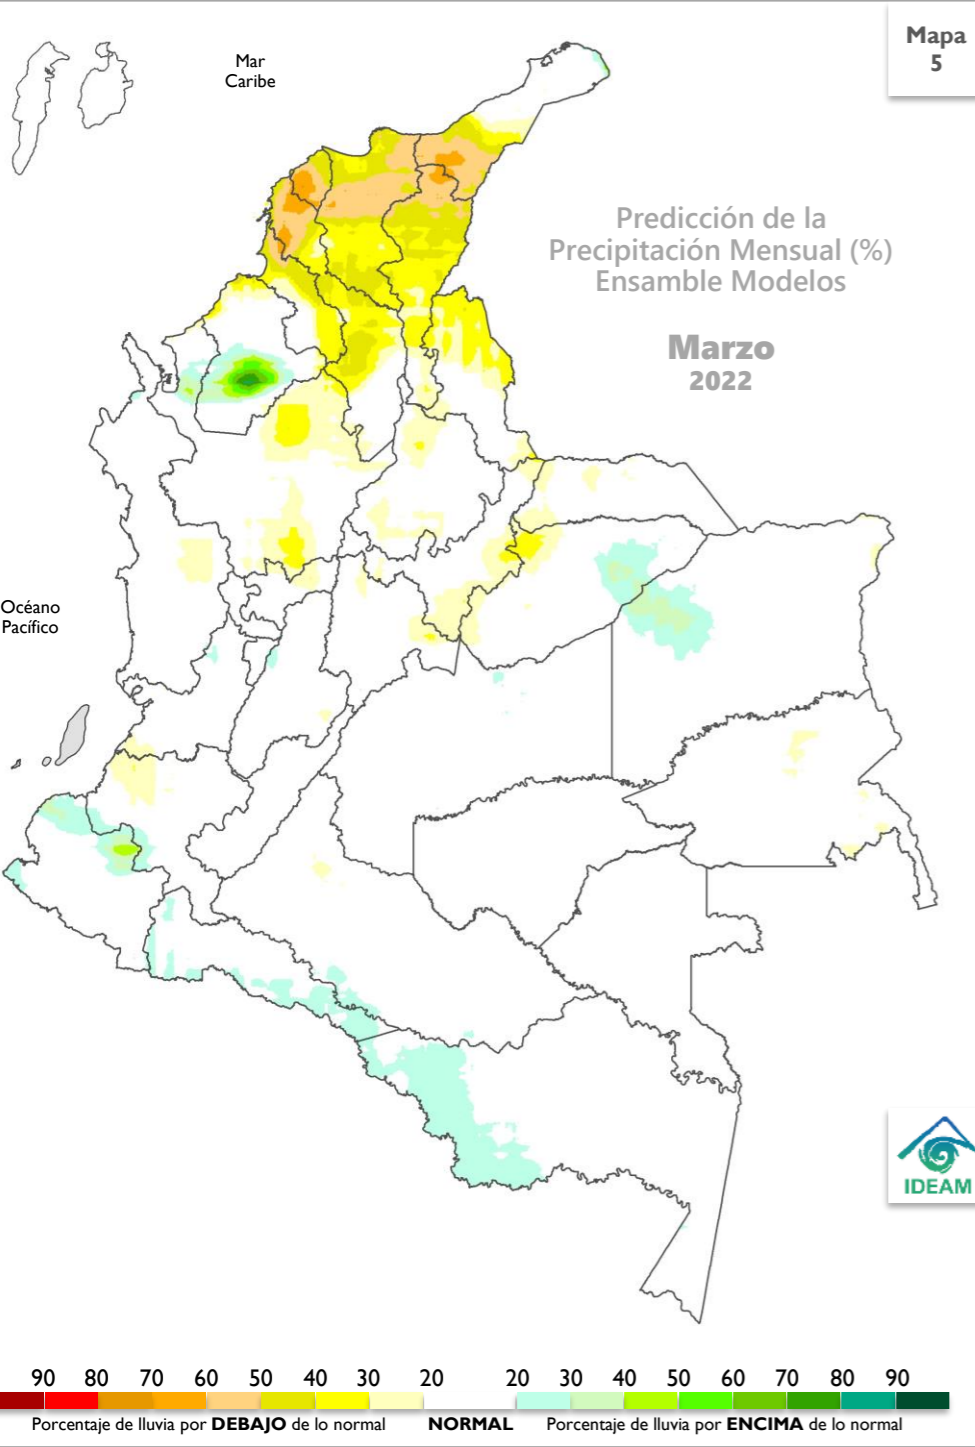 Mapa
5
Mar
Caribe
Predicción de la
Precipitación Mensual (%)
Ensamble Modelos
Marzo
2022
Océano
Pacífico
IDEAM
90 80 70 60 50 40 30 20 20 30 40 50 60 70 80 90
Porcentaje de lluvia por DEBAJO de lo normal NORMAL Porcentaje de lluvia por ENCIMA de lo normal